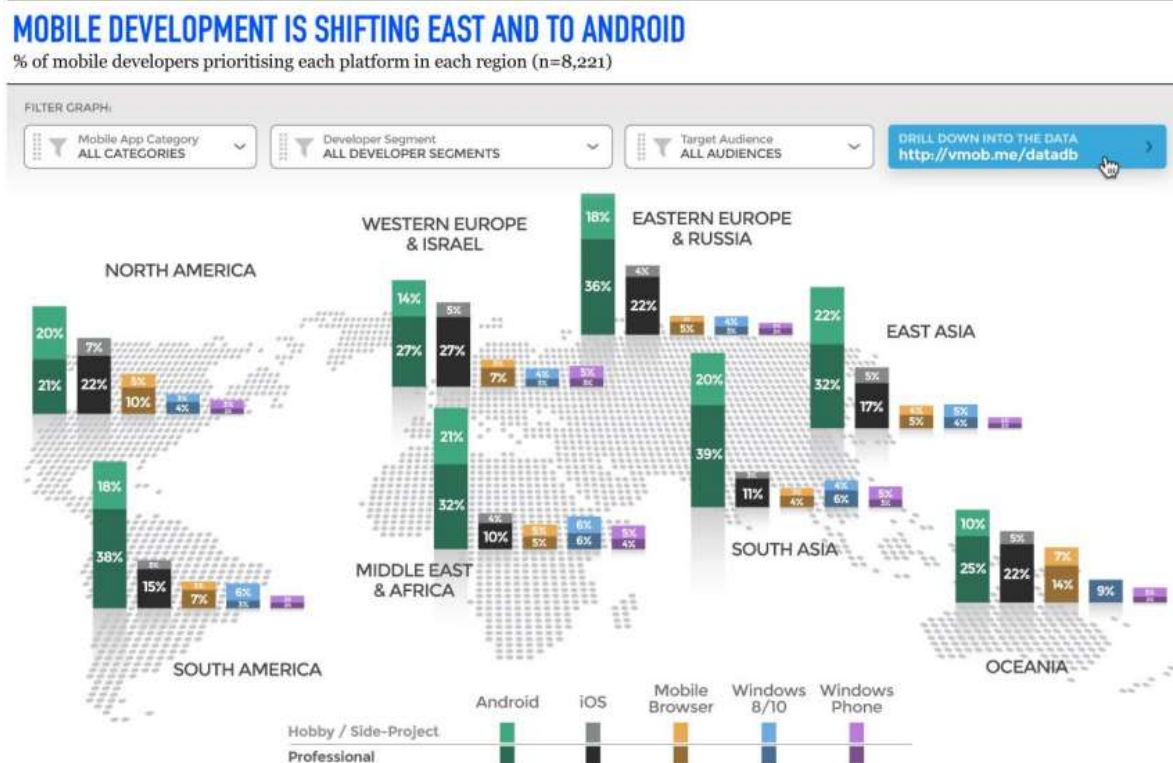 MOBILE DEVELOPMENT IS SHIFTING EAST AND TO ANDROID
% of mobile developers prioritising each platform in each region (n=8,221)
FILTER GRAPH:
Mobile App Category
ALL CATEGORIES
Developer Segment
ALL DEVELOPER SEGMENTS
Target Audience
ALL AUDIENCES
DRILL DOWN INTO THE DATA
http://vmob.me/datadb
NORTH AMERICA
20%
21%
7%
22%
5%
10%
4%
WESTERN EUROPE
& ISRAEL
14%
27%
5%
27%
7%
4%
5%
EASTERN EUROPE
& RUSSIA
18%
36%
4%
22%
5%
4%
EAST ASIA
22%
32%
5%
17%
4%
5%
5%
4%
SOUTH AMERICA
18%
38%
15%
7%
6%
MIDDLE EAST
& AFRICA
21%
32%
4%
10%
5%
5%
6%
6%
5%
4%
SOUTH ASIA
20%
39%
11%
4%
4%
6%
5%
OCEANIA
10%
25%
5%
22%
7%
14%
9%
Android
iOS
Mobile
Browser
Windows
8/10
Windows
Phone
Hobby / Side-Project
Professional